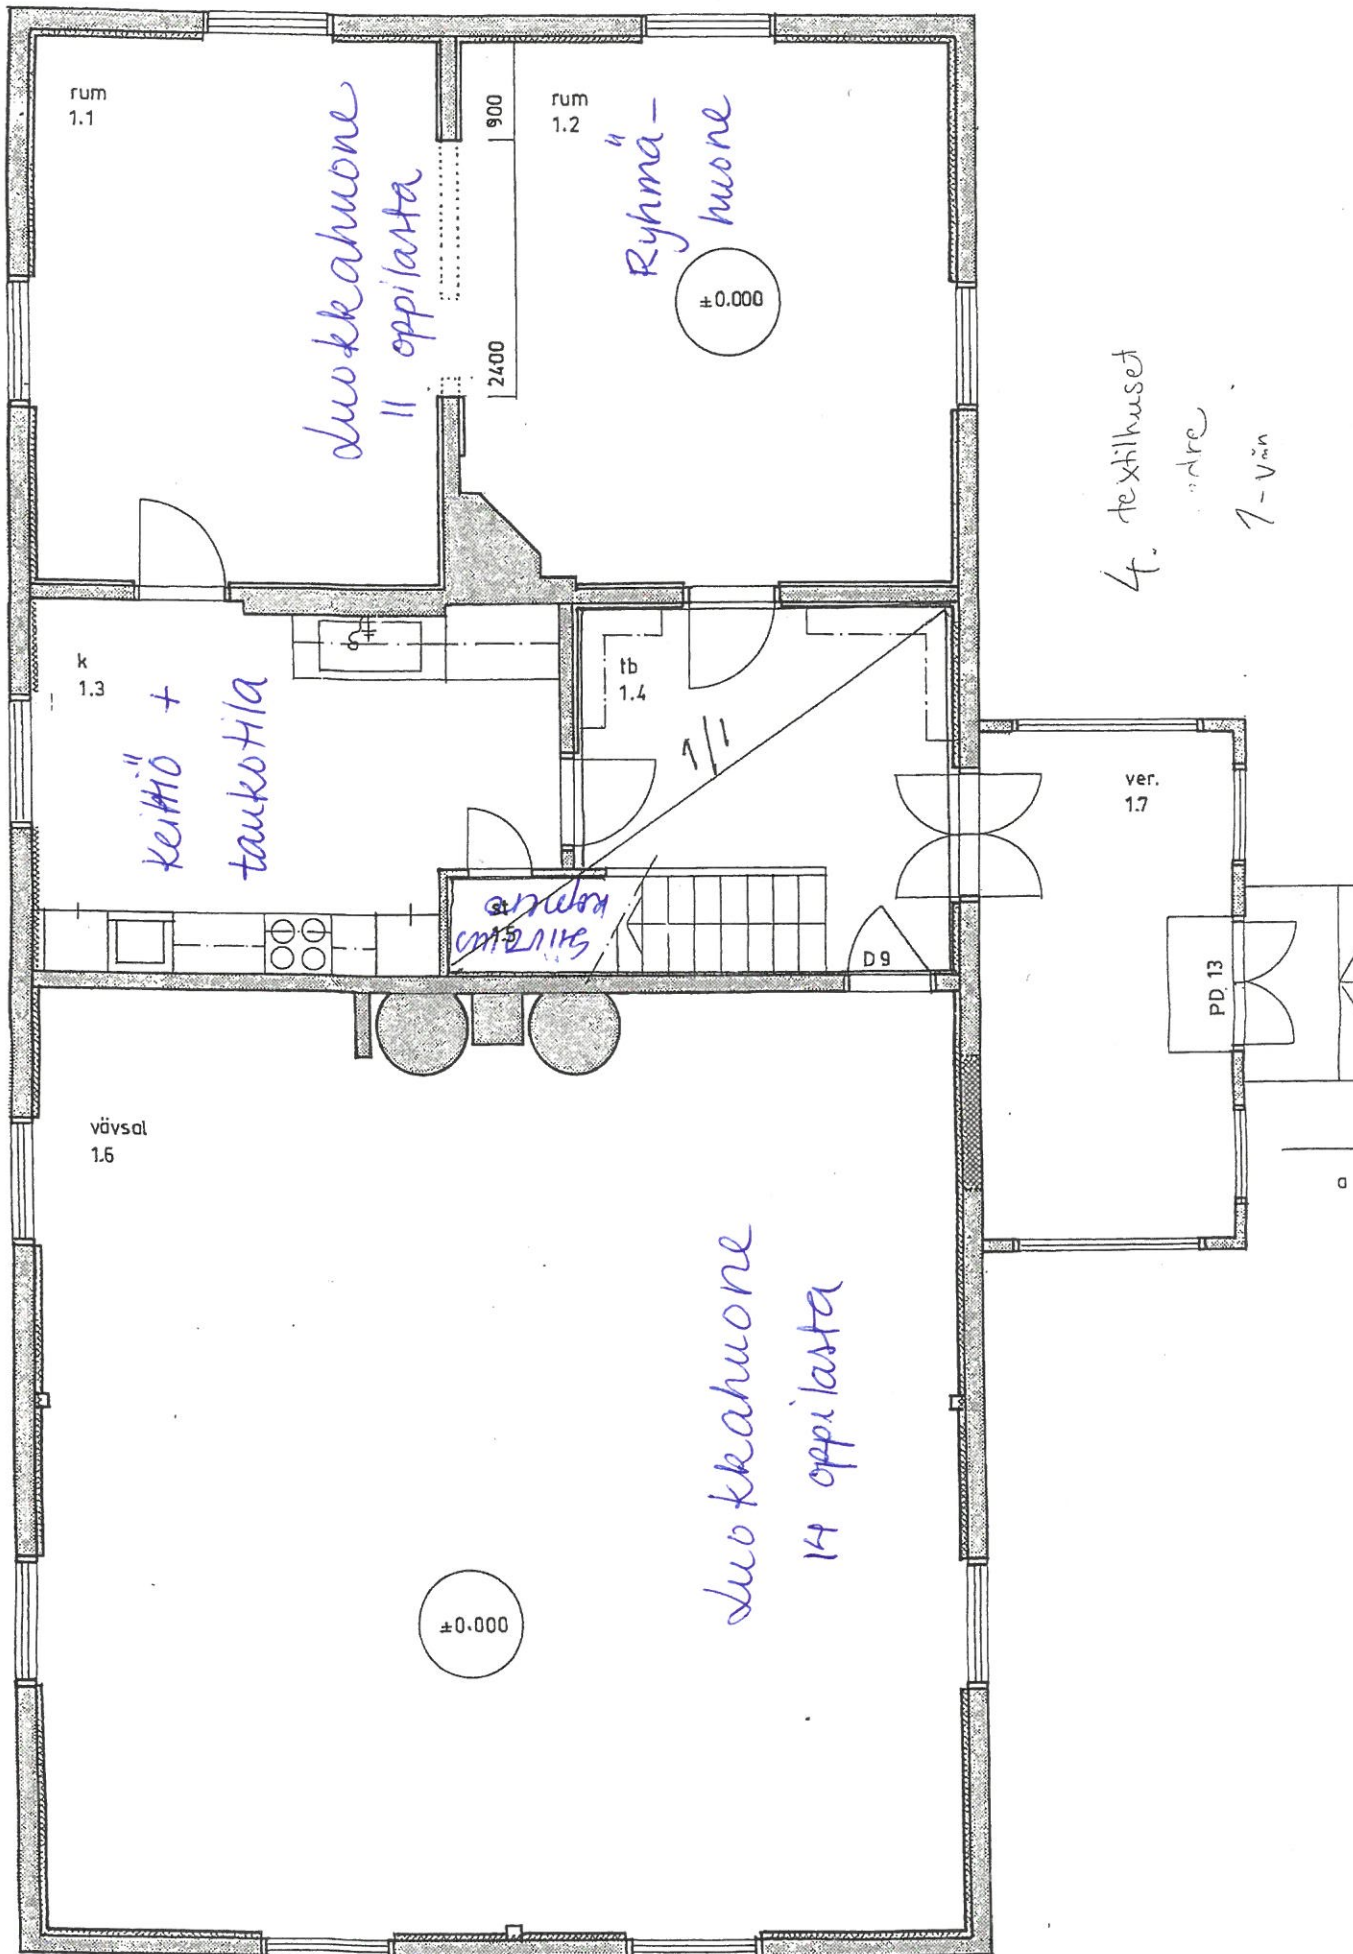 rum
1.1
Luokkahuone
11 oppilasta
900
2400
rum
1.2
Ryhmä-
huone
±0.000
k
1.3
Keittiö +
taukotila
tb
1.4
1/1
st
1.5
Siivous
komero
D9
ver.
1.7
PD 13
a
vävsal
1.6
Luokkahuone
14 oppilasta
±0.000
4. textilhuset
1-vån